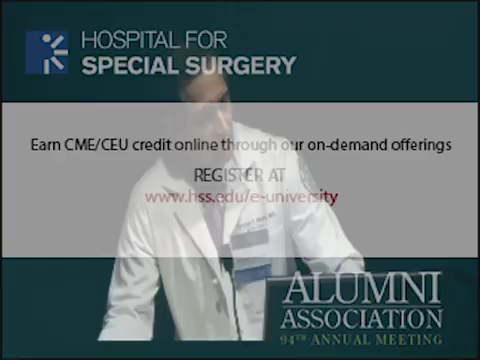 HOSPITAL FOR
SPECIAL SURGERY
Earn CME/CEU credit online through our on-demand offerings
REGISTER AT
www.hss.edu/e-university
ALUMNI
ASSOCIATION
94TH ANNUAL MEETING